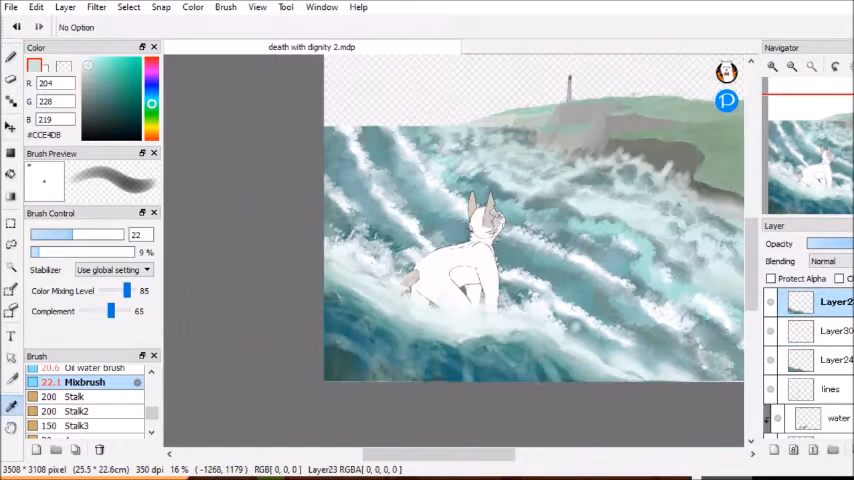 File Edit Layer Filter Select Snap Color Brush View Tool Window Help
No Option
Color
death with dignity 2.mdp
Navigator
R 204
G 228
B 219
#CCE4DB
Brush Preview
Brush Control
22
9 %
Stabilizer Use global setting
Color Mixing Level 85
Complement 65
Layer
Opacity
Blending Normal
Protect Alpha
Layer2
Layer30
Layer24
lines
water
Brush
20.6 Oil water brush
22.1 Mixbrush
200 Stalk
200 Stalk2
150 Stalk3
3508 * 3108 pixel (25.5 * 22.6cm) 350 dpi 16 % ( -1268, 1179 ) RGB[ 0, 0, 0 ] Layer23 RGBA[ 0, 0, 0, 0 ]